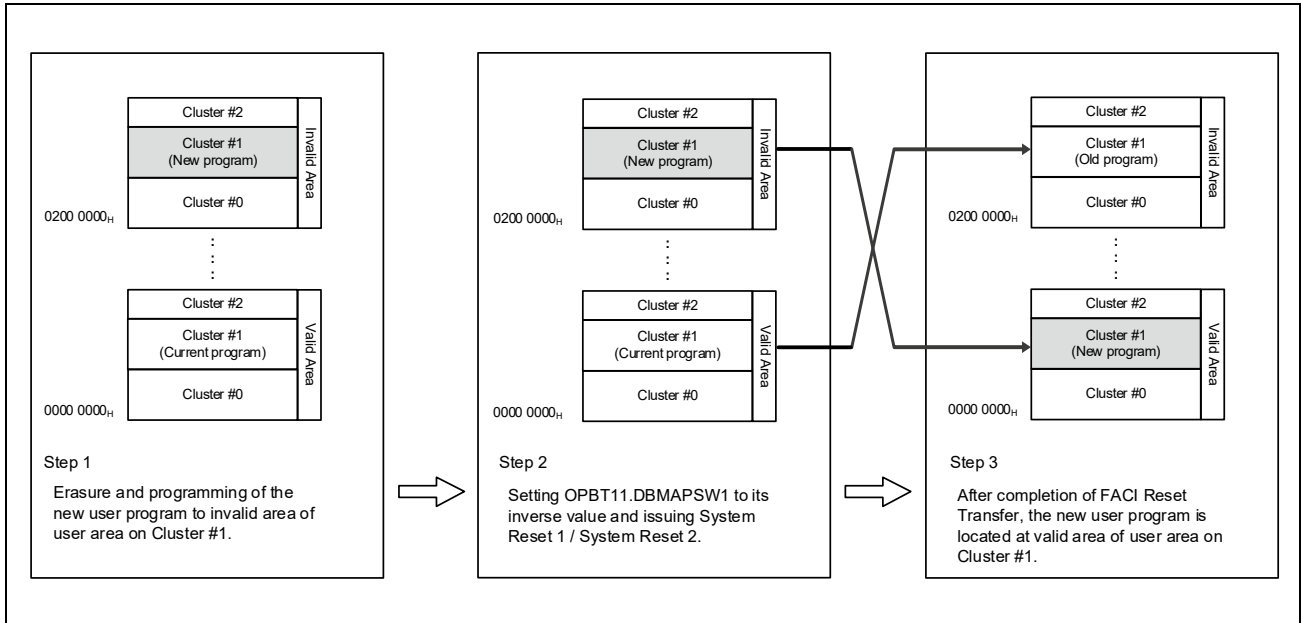 Cluster #2
Cluster #1
(New program)
Cluster #0
Invalid Area
0200 0000H
Cluster #2
Cluster #1
(Current program)
Cluster #0
Valid Area
0000 0000H
Step 1
Erasure and programming of the
new user program to invalid area of
user area on Cluster #1.
Cluster #2
Cluster #1
(New program)
Cluster #0
Invalid Area
0200 0000H
Cluster #2
Cluster #1
(Current program)
Cluster #0
Valid Area
0000 0000H
Step 2
Setting OPBT11.DBMAPSW1 to its
inverse value and issuing System
Reset 1 / System Reset 2.
Cluster #2
Cluster #1
(Old program)
Cluster #0
Invalid Area
0200 0000H
Cluster #2
Cluster #1
(New program)
Cluster #0
Valid Area
0000 0000H
Step 3
After completion of FACI Reset
Transfer, the new user program is
located at valid area of user area on
Cluster #1.